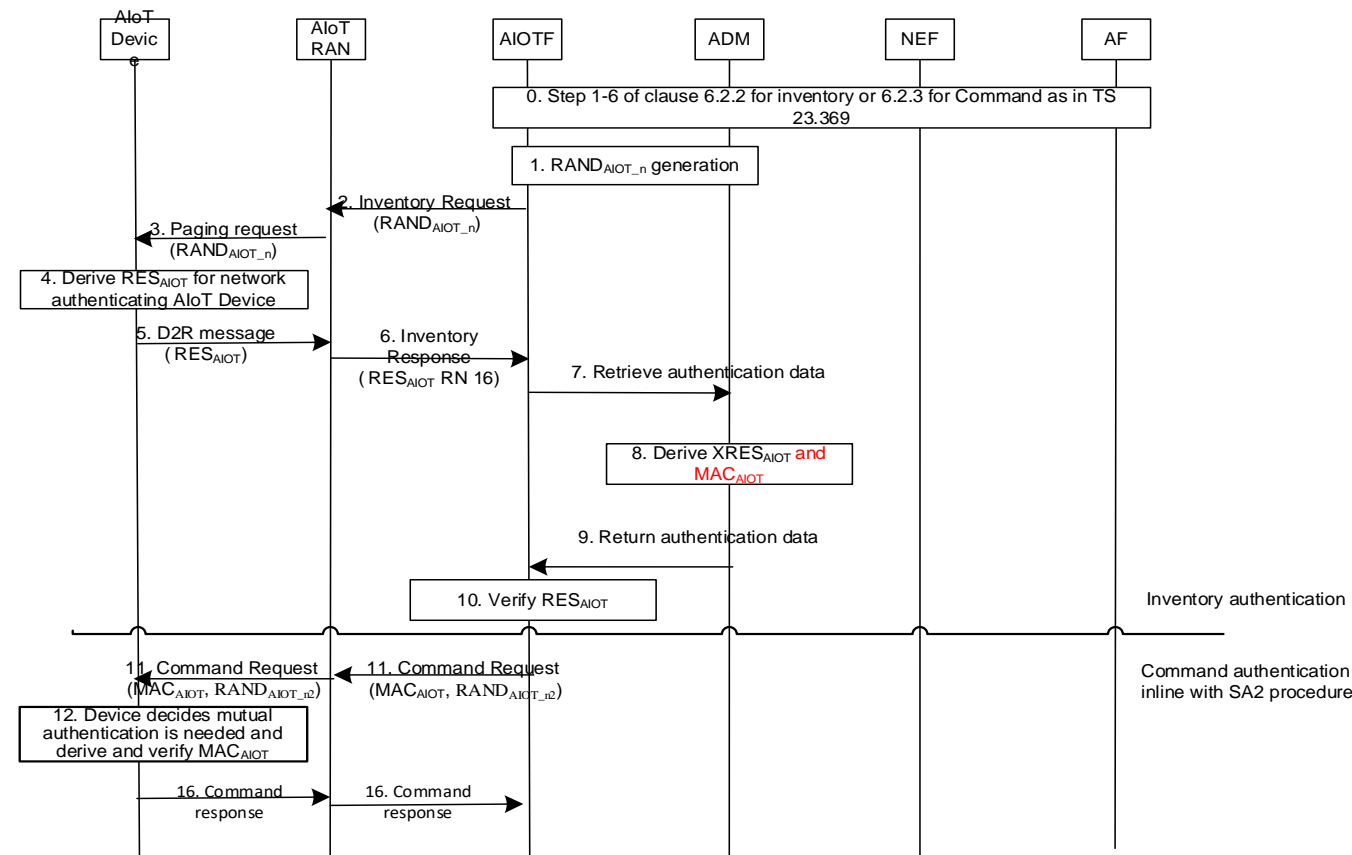 AIoT
Devic
e
AIoT
RAN
AIOTF
ADM
NEF
AF
0. Step 1-6 of clause 6.2.2 for inventory or 6.2.3 for Command as in TS
23.369
1. RANDAIOT_n generation
2. Inventory Request
(RANDAIOT_n)
3. Paging request
(RANDAIOT_n)
4. Derive RESAIOT for network
authenticating AIoT Device
5. D2R message
( RESAIOT)
6. Inventory
Response
( RESAIOT RN 16)
7. Retrieve authentication data
8. Derive XRESAIOT and
MACAIOT
9. Return authentication data
10. Verify RESAIOT
Inventory authentication
11. Command Request
(MACAIOT, RANDAIOT_n2)
11. Command Request
(MACAIOT, RANDAIOT_n2)
Command authentication
inline with SA2 procedure
12. Device decides mutual
authentication is needed and
derive and verify MACAIOT
16. Command
response
16. Command
response